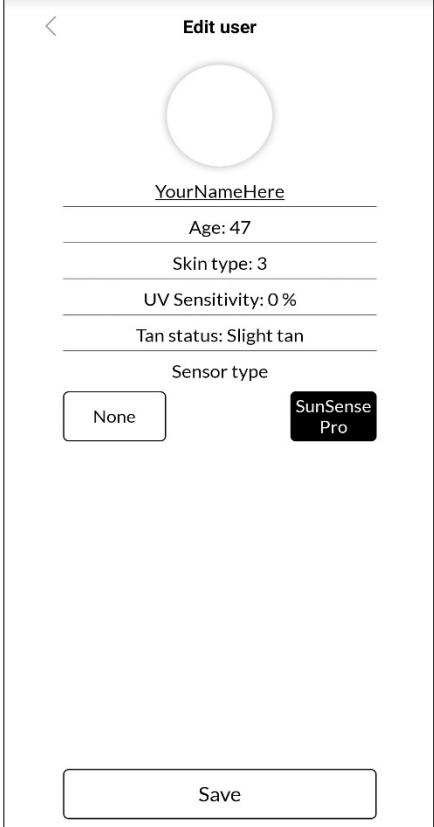 Edit user
YourNameHere
Age: 47
Skin type: 3
UV Sensitivity: 0 %
Tan status: Slight tan
Sensor type
None
SunSense
Pro
Save